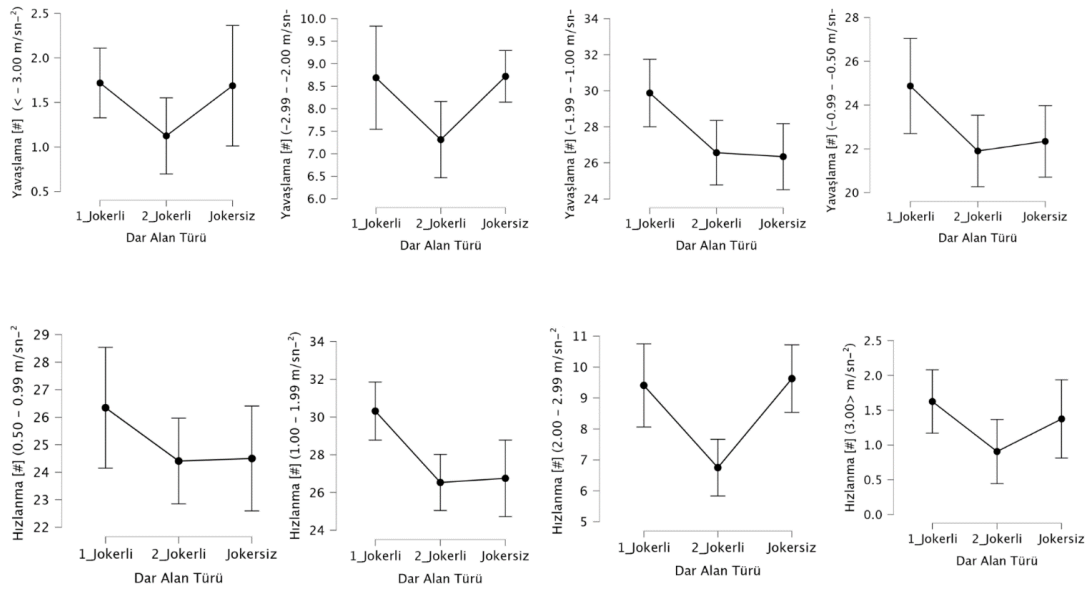 Yavaşlama [#] (< − 3.00 m/sn−²)
2.5
2.0
1.5
1.0
0.5
1_Jokerli 2_Jokerli Jokersiz
Dar Alan Türü
Yavaşlama [#] (−2.99 − −2.00 m/sn-
10.0
9.5
9.0
8.5
8.0
7.5
7.0
6.5
6.0
1_Jokerli 2_Jokerli Jokersiz
Dar Alan Türü
Yavaşlama [#] (−1.99 − −1.00 m/sn-
34
32
30
28
26
24
1_Jokerli 2_Jokerli Jokersiz
Dar Alan Türü
Yavaşlama [#] (−0.99 − −0.50 m/sn-
28
26
24
22
20
1_Jokerli 2_Jokerli Jokersiz
Dar Alan Türü
Hızlanma [#] (0.50 − 0.99 m/sn−²
29
28
27
26
25
24
23
22
1_Jokerli 2_Jokerli Jokersiz
Dar Alan Türü
Hızlanma [#] (1.00 − 1.99 m/sn−²)
34
32
30
28
26
24
1_Jokerli 2_Jokerli Jokersiz
Dar Alan Türü
Hızlanma [#] (2.00 − 2.99 m/sn−²
11
10
9
8
7
6
5
1_Jokerli 2_Jokerli Jokersiz
Dar Alan Türü
Hızlanma [#] (3.00> m/sn−²)
2.5
2.0
1.5
1.0
0.5
0.0
1_Jokerli 2_Jokerli Jokersiz
Dar Alan Türü